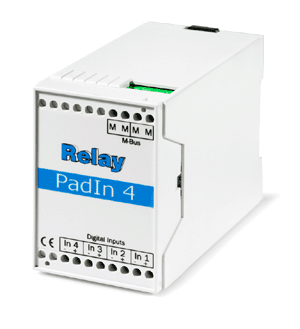 M M M M
M-Bus
Relay
PadIn 4
Digital Inputs
CE In 4 In 3 In 2 In 1
- + - + - + - +